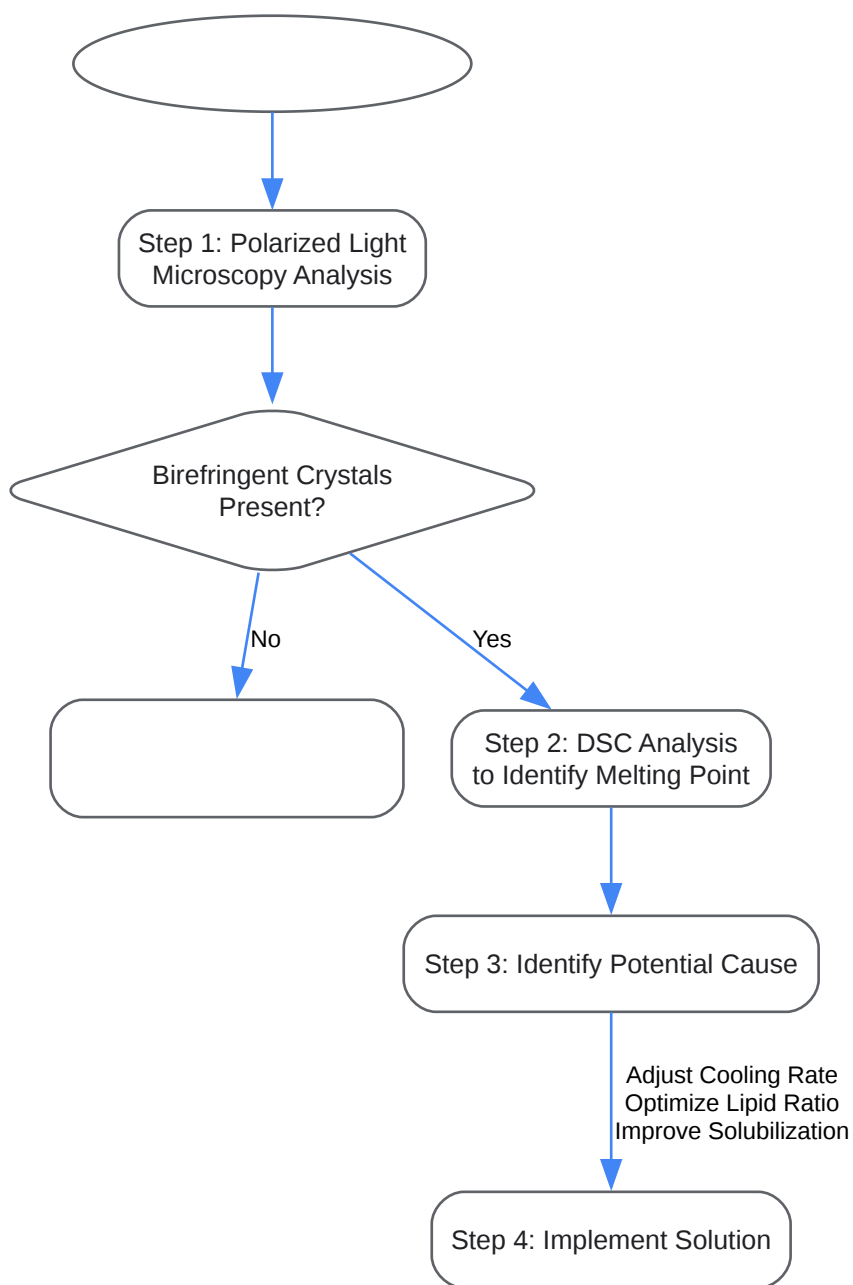 Step 1: Polarized Light
Microscopy Analysis
Birefringent Crystals
Present?
No
Yes
Step 2: DSC Analysis
to Identify Melting Point
Step 3: Identify Potential Cause
Adjust Cooling Rate
Optimize Lipid Ratio
Improve Solubilization
Step 4: Implement Solution